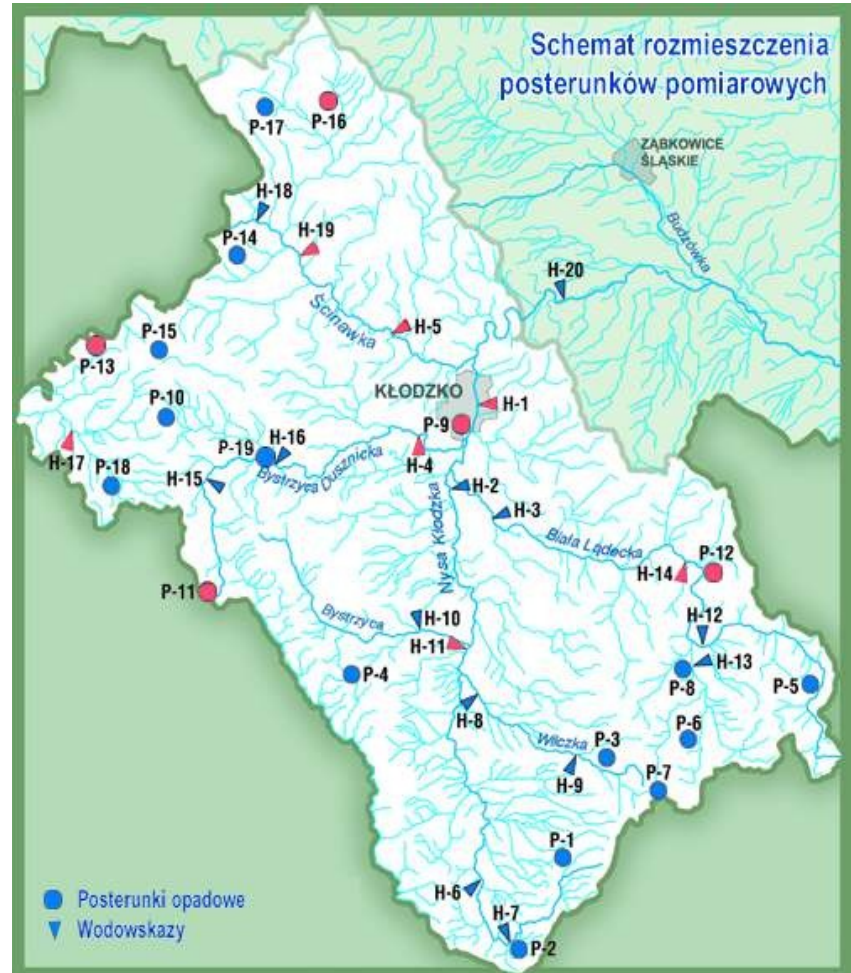 Schemat rozmieszczenia
posterunków pomiarowych
P-17
P-16
ZĄBKOWICE
ŚLĄSKIE
H-18
H-19
P-14
Budzówka
H-20
Ścinawka
H-5
P-15
P-13
KŁODZKO
P-10
H-1
P-9
P-19
H-16
H-4
H-17
P-18
H-15
Bystrzyca Dusznicka
H-2
H-3
Nysa Kłodzka
Biała Lądecka
P-12
H-14
P-11
Bystrzyca
H-10
H-12
H-11
H-13
P-4
P-8
P-5
H-8
P-6
Wilczka
P-3
H-9
P-7
P-1
H-6
H-7
P-2
Posterunki opadowe
Wodowskazy